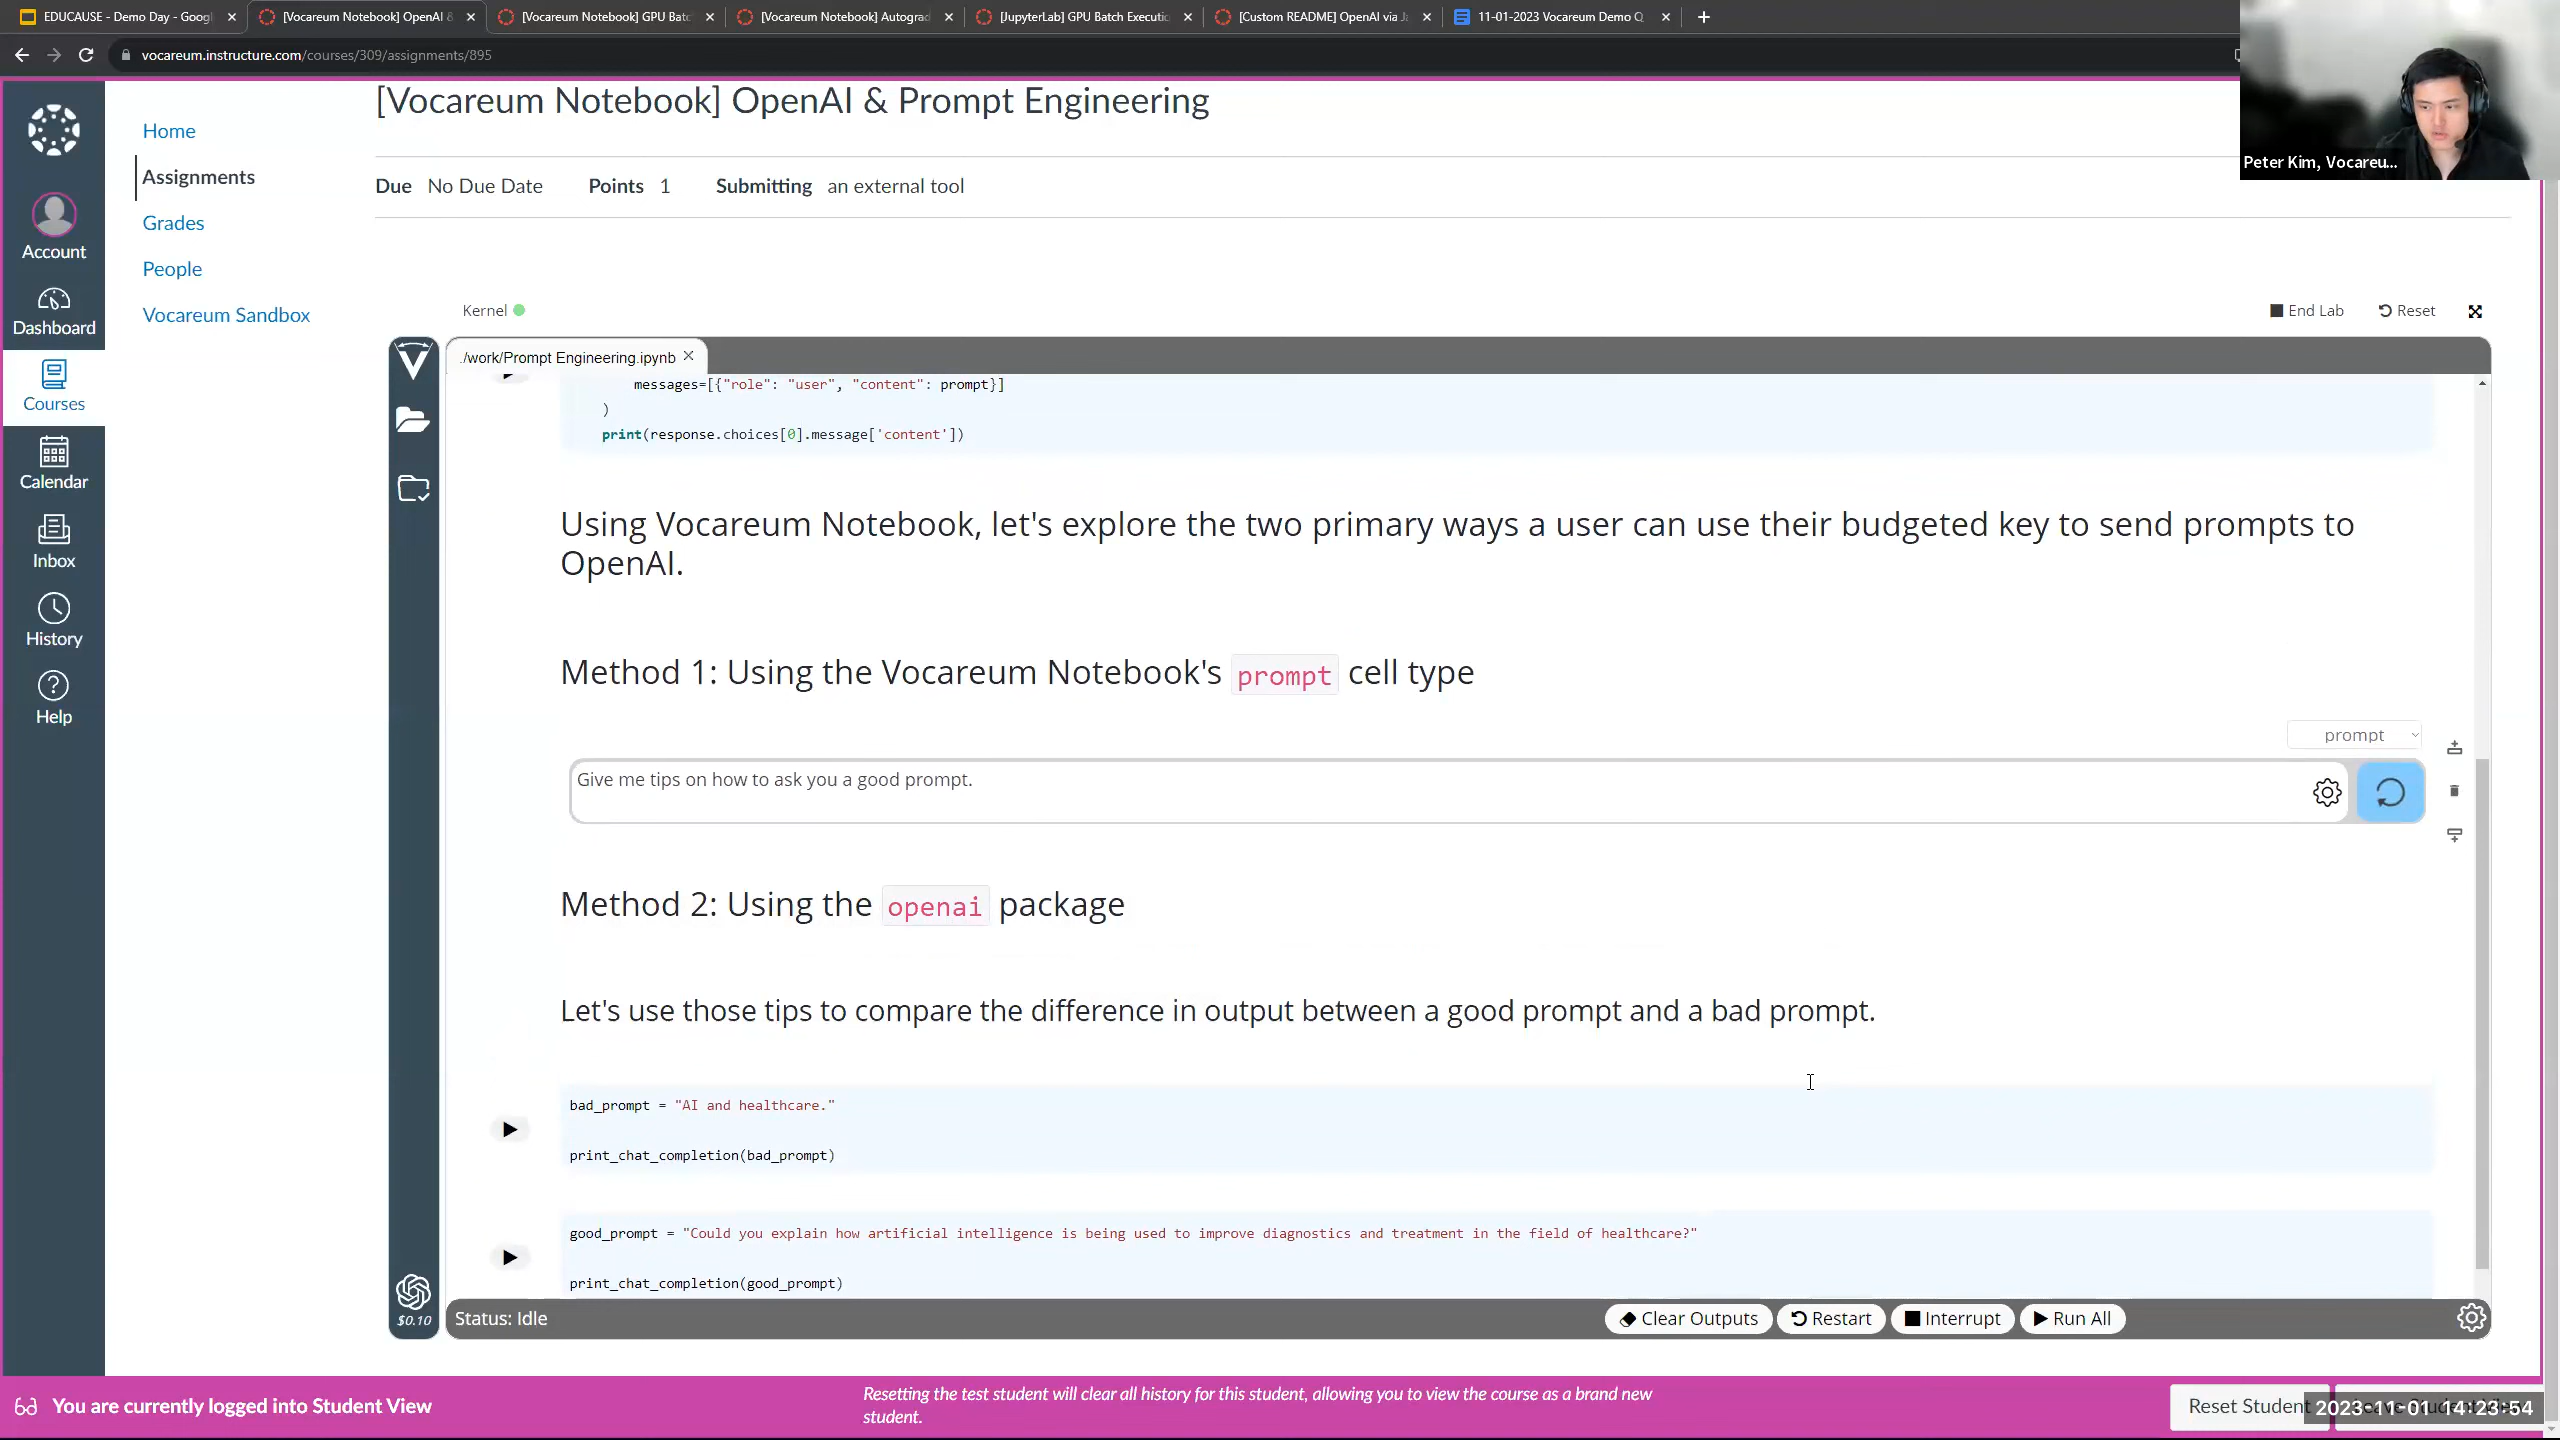 EDUCAUSE - Demo Day - Googl
[Vocareum Notebook] OpenAI &
[Vocareum Notebook] GPU Batc
[Vocareum Notebook] Autograd
[JupyterLab] GPU Batch Executio
[Custom README] OpenAI via J
11-01-2023 Vocareum Demo Q
vocareum.instructure.com/courses/309/assignments/895
Peter Kim, Vocareu...
Account
Dashboard
Courses
Calendar
Inbox
History
Help
Home
Assignments
Grades
People
Vocareum Sandbox
[Vocareum Notebook] OpenAI & Prompt Engineering
Due No Due Date Points 1 Submitting an external tool
Kernel
End Lab Reset
./work/Prompt Engineering.ipynb
messages=[{"role": "user", "content": prompt}]
)
print(response.choices[0].message['content'])
Using Vocareum Notebook, let's explore the two primary ways a user can use their budgeted key to send prompts to
OpenAI.
Method 1: Using the Vocareum Notebook's prompt cell type
prompt
Give me tips on how to ask you a good prompt.
Method 2: Using the openai package
Let's use those tips to compare the difference in output between a good prompt and a bad prompt.
bad_prompt = "AI and healthcare."
print_chat_completion(bad_prompt)
good_prompt = "Could you explain how artificial intelligence is being used to improve diagnostics and treatment in the field of healthcare?"
print_chat_completion(good_prompt)
$0.10
Status: Idle
Clear Outputs Restart Interrupt Run All
You are currently logged into Student View
Resetting the test student will clear all history for this student, allowing you to view the course as a brand new
student.
Reset Student
2023-11-01 14:23:54